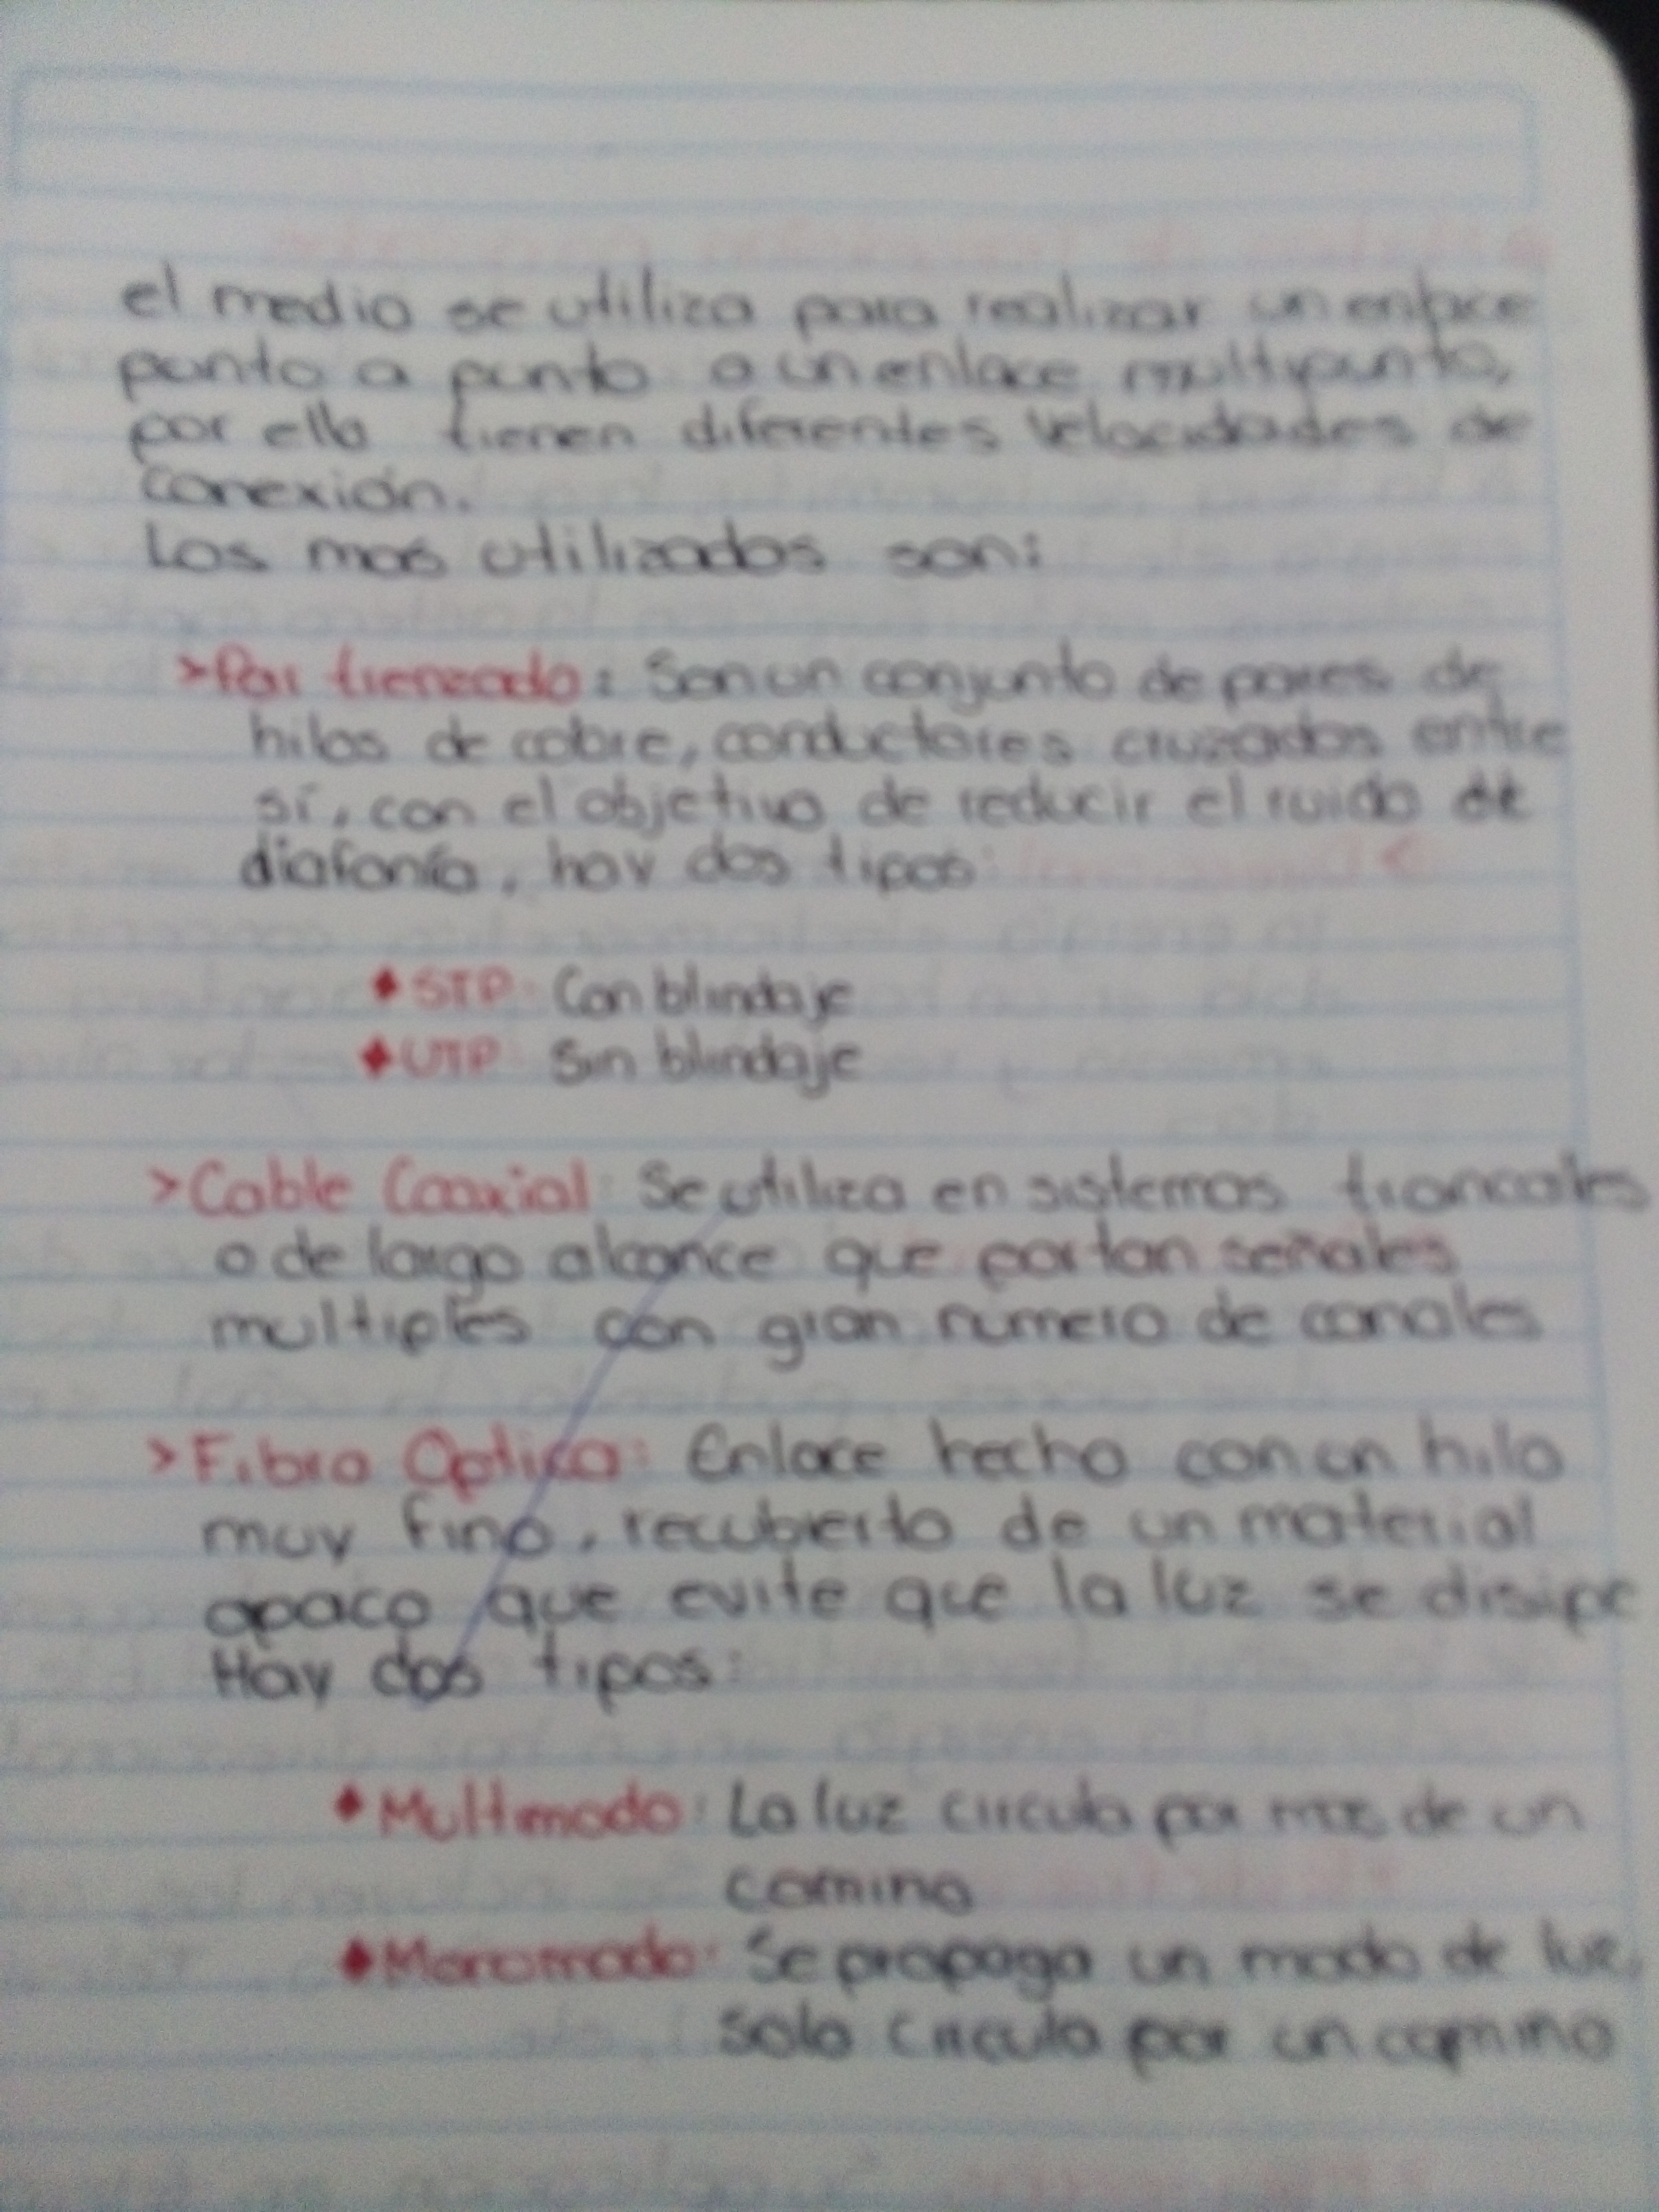 el medio se utiliza para realizar un enlace
punto a punto o un enlace multipunto,
por ello tienen diferentes velocidades de
conexión.
Los mas utilizados son:
>Par trenzado: Son un conjunto de pares de
hilos de cobre, conductores cruzados entre
sí, con el objetivo de reducir el ruido de
diafonía, hay dos tipos:
♦STP: Con blindaje
♦UTP: Sin blindaje
>Cable Coaxial: Se utiliza en sistemas troncales
o de largo alcance que portan señales
multiples con gran numero de canales
>Fibra Optica: Enlace hecho con un hilo
muy fino, recubierto de un material
opaco que evite que la luz se disipe
Hay dos tipos:
♦Multimodo: La luz circula por mas de un
camino
♦Monomodo: Se propaga un modo de luz,
solo circula por un camino